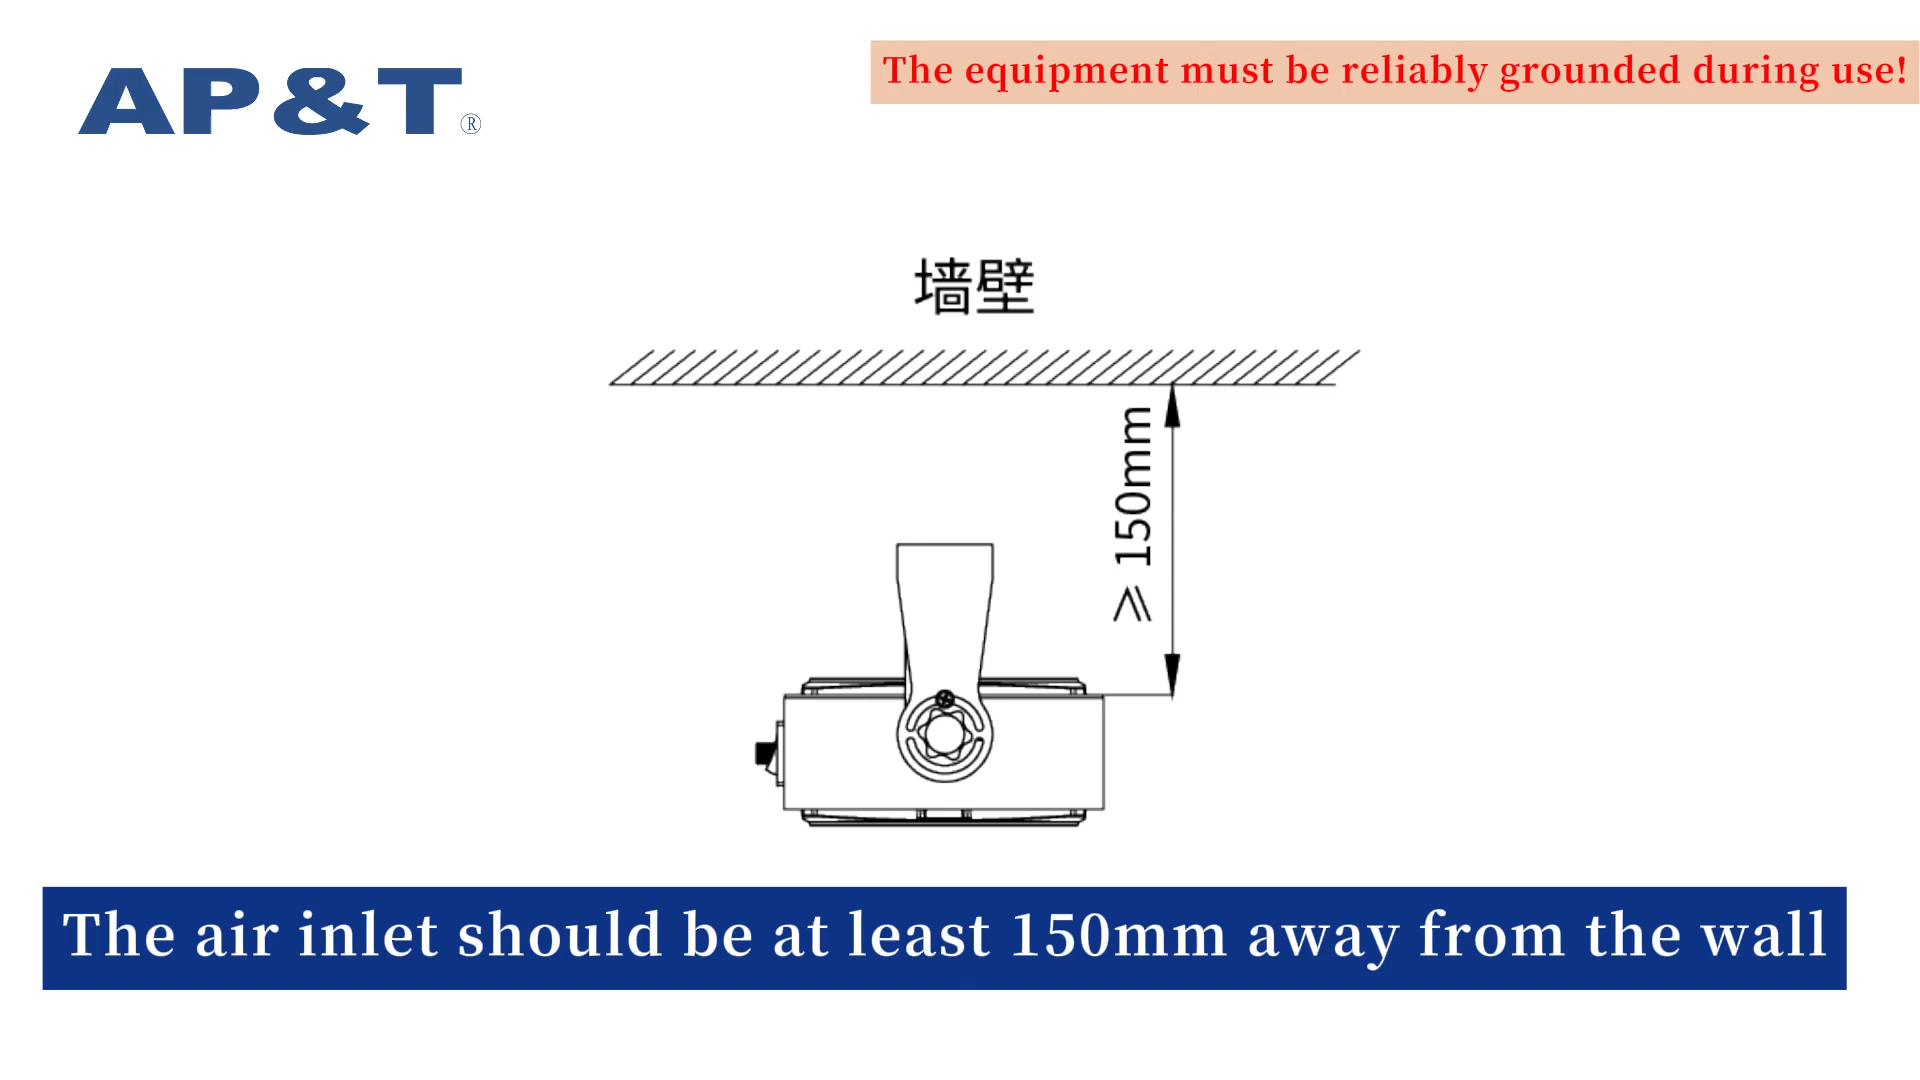 AP&T®
The equipment must be reliably grounded during use!
墙壁
≥ 150mm
The air inlet should be at least 150mm away from the wall